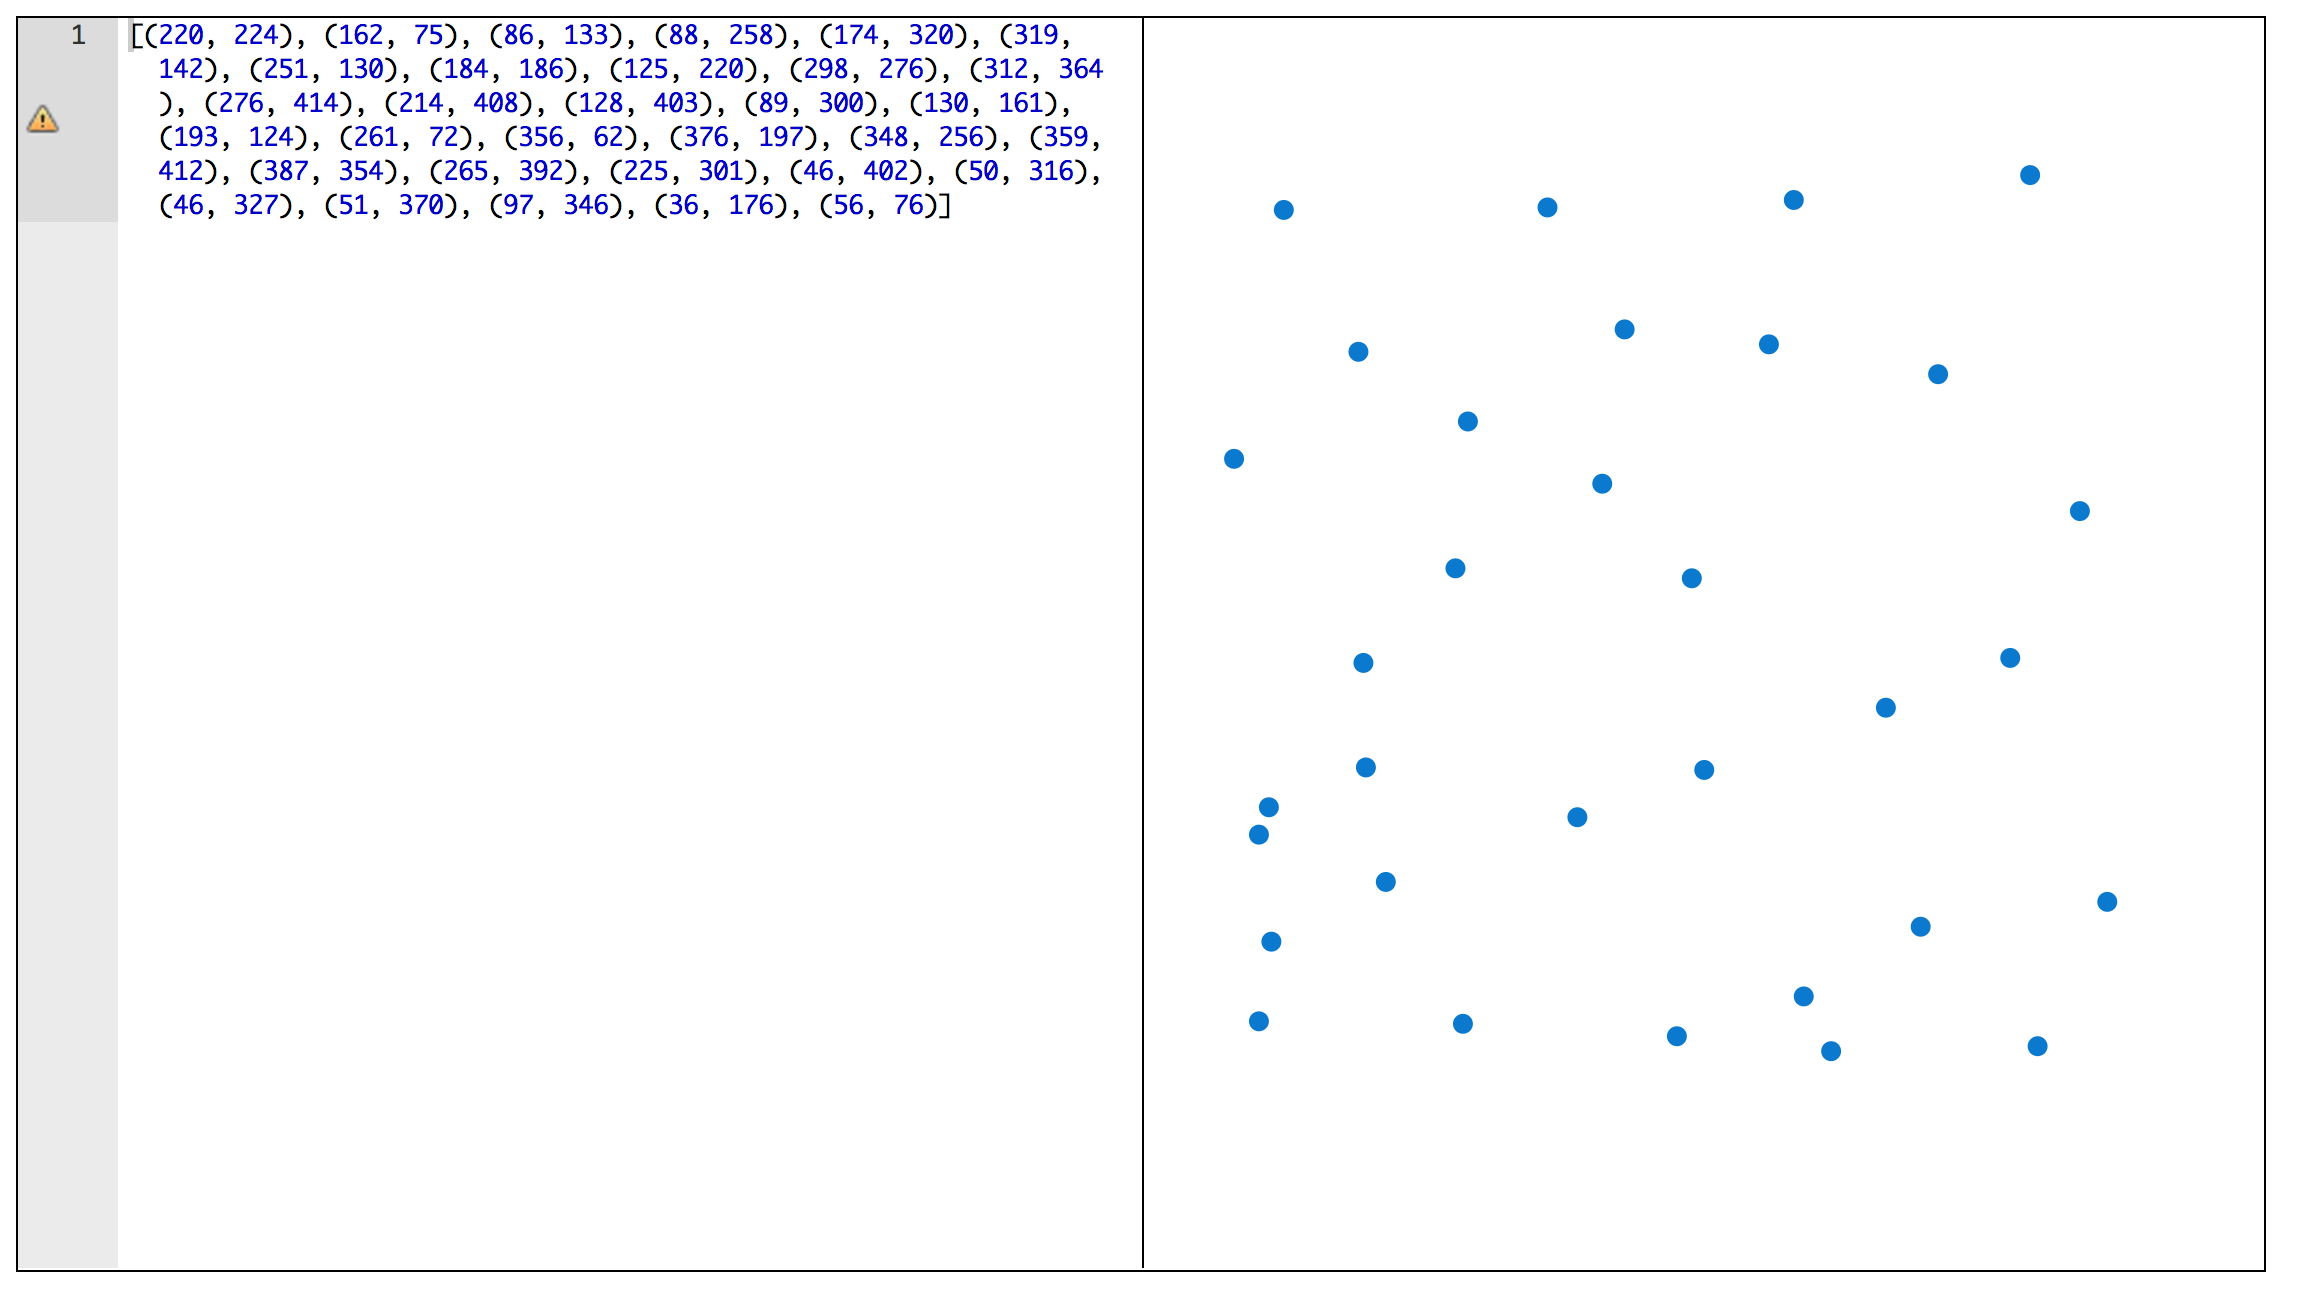 1 [(220, 224), (162, 75), (86, 133), (88, 258), (174, 320), (319,
142), (251, 130), (184, 186), (125, 220), (298, 276), (312, 364
), (276, 414), (214, 408), (128, 403), (89, 300), (130, 161),
(193, 124), (261, 72), (356, 62), (376, 197), (348, 256), (359,
412), (387, 354), (265, 392), (225, 301), (46, 402), (50, 316),
(46, 327), (51, 370), (97, 346), (36, 176), (56, 76)]